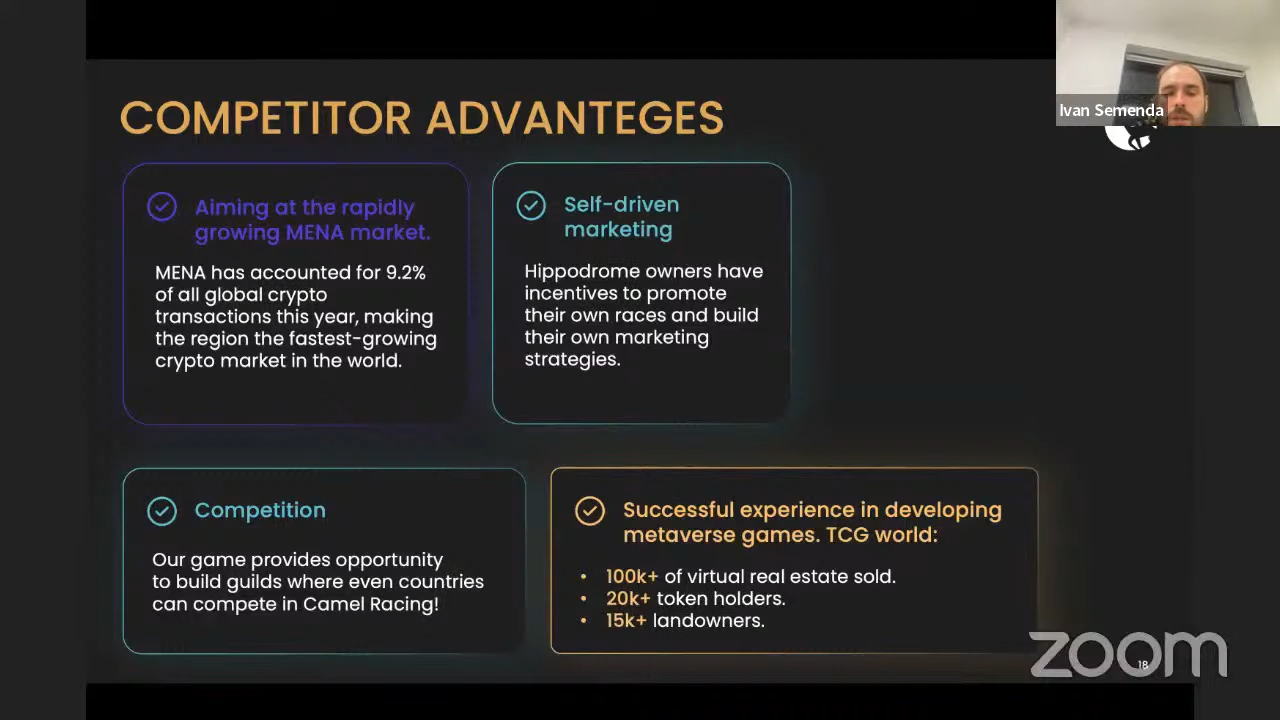 Ivan Semenda
COMPETITOR ADVANTEGES
Aiming at the rapidly
growing MENA market.
MENA has accounted for 9.2%
of all global crypto
transactions this year, making
the region the fastest-growing
crypto market in the world.
Self-driven
marketing
Hippodrome owners have
incentives to promote
their own races and build
their own marketing
strategies.
Competition
Our game provides opportunity
to build guilds where even countries
can compete in Camel Racing!
Successful experience in developing
metaverse games. TCG world:
• 100k+ of virtual real estate sold.
• 20k+ token holders.
• 15k+ landowners.
zoom
18